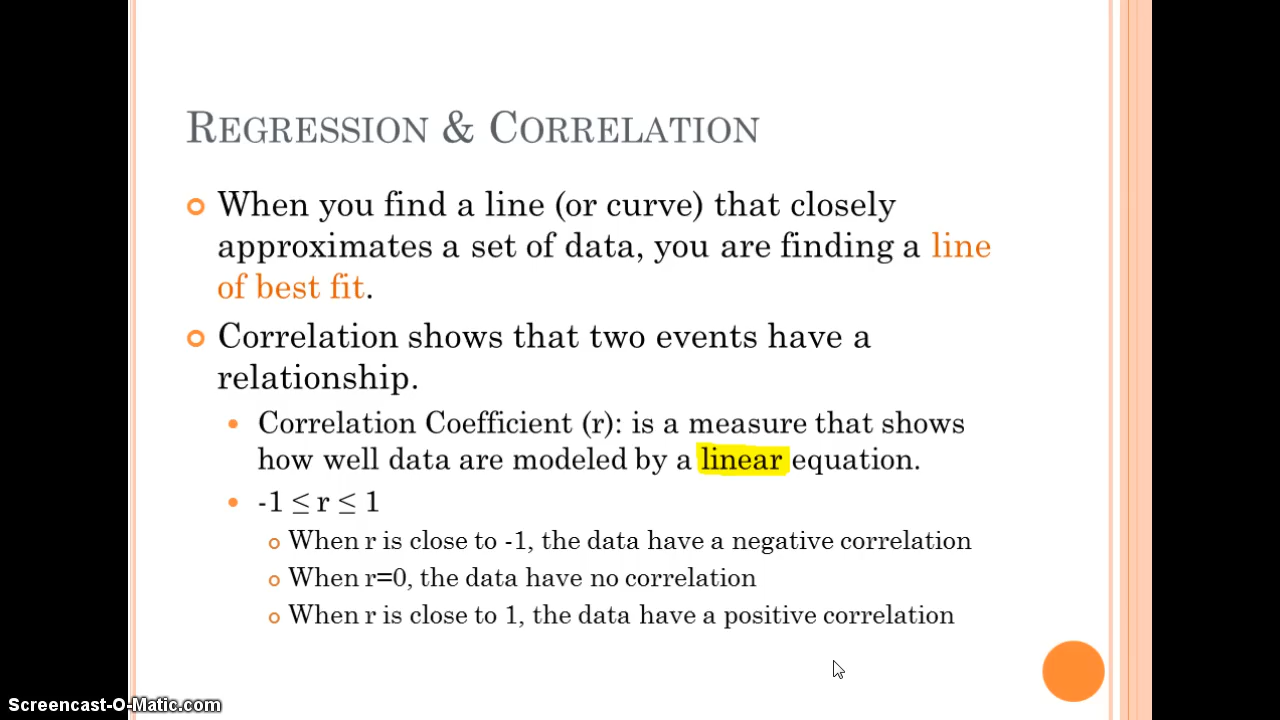 REGRESSION & CORRELATION
When you find a line (or curve) that closely
approximates a set of data, you are finding a line
of best fit.
Correlation shows that two events have a
relationship.
Correlation Coefficient (r): is a measure that shows
how well data are modeled by a linear equation.
-1 ≤ r ≤ 1
When r is close to -1, the data have a negative correlation
When r=0, the data have no correlation
When r is close to 1, the data have a positive correlation
Screencast-O-Matic.com